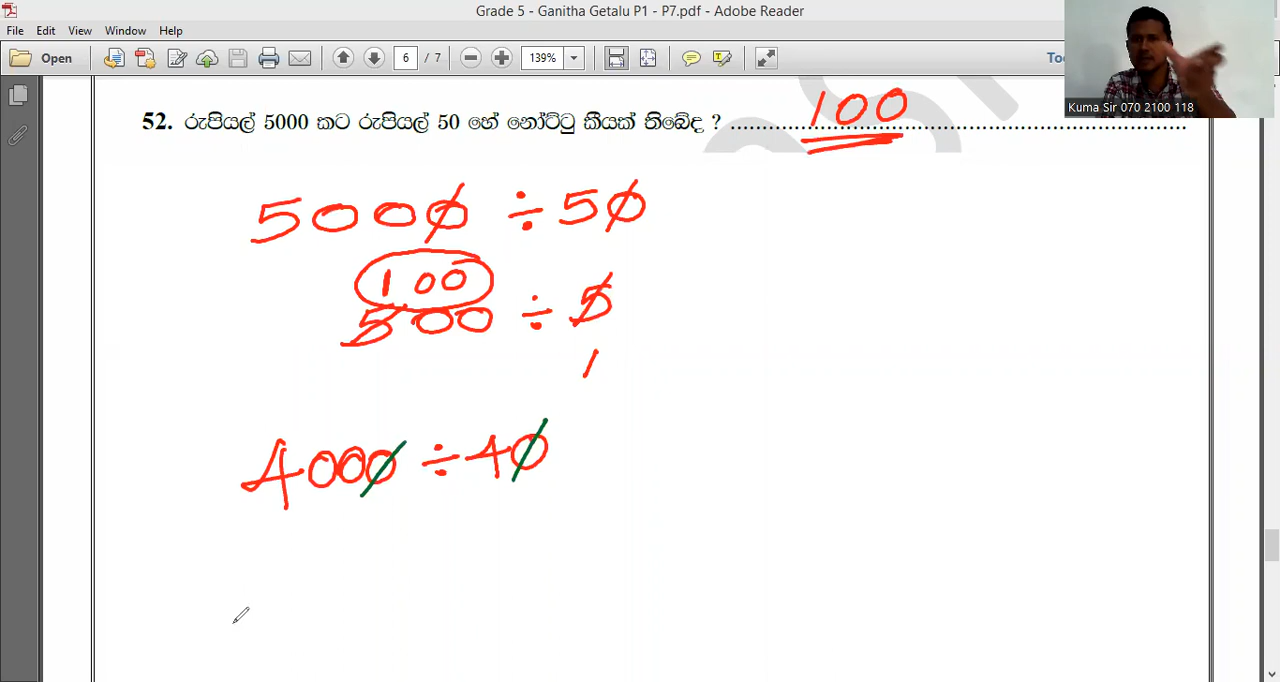 Grade 5 - Ganitha Getalu P1 - P7.pdf - Adobe Reader
File Edit View Window Help
Open 6 / 7 139%
Kuma Sir 070 2100 118
52. රුපියල් 5000 කට රුපියල් 50 හේ නෝට්ටු කීයක් තිබේද ? 100
5000 ÷ 50
100
500 ÷ 5
1
4000 ÷ 40